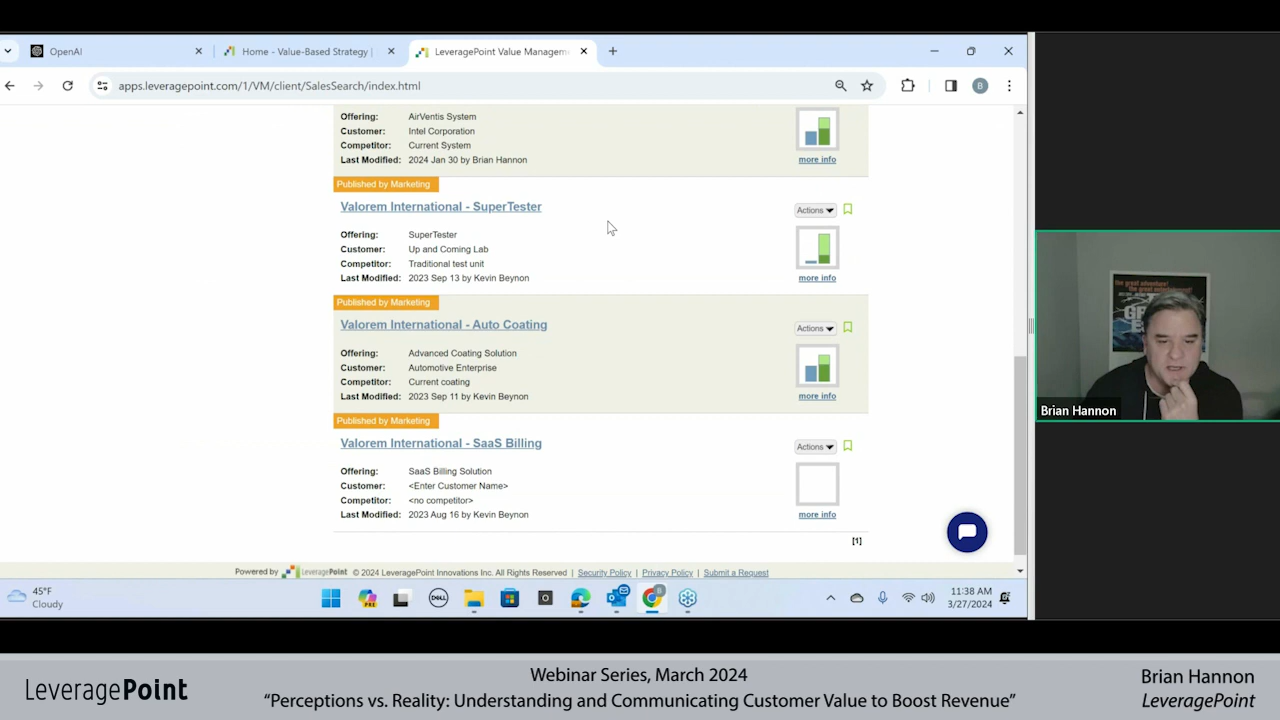 OpenAI
Home - Value-Based Strategy |
LeveragePoint Value Managem
apps.leveragepoint.com/1/VM/client/SalesSearch/index.html
B
Offering: AirVentis System
Customer: Intel Corporation
Competitor: Current System
Last Modified: 2024 Jan 30 by Brian Hannon
more info
Published by Marketing
Valorem International - SuperTester
Actions
Offering: SuperTester
Customer: Up and Coming Lab
Competitor: Traditional test unit
Last Modified: 2023 Sep 13 by Kevin Beynon
more info
Published by Marketing
Valorem International - Auto Coating
Actions
Offering: Advanced Coating Solution
Customer: Automotive Enterprise
Competitor: Current coating
Last Modified: 2023 Sep 11 by Kevin Beynon
more info
Published by Marketing
Valorem International - SaaS Billing
Actions
Offering: SaaS Billing Solution
Customer: <Enter Customer Name>
Competitor: <no competitor>
Last Modified: 2023 Aug 16 by Kevin Beynon
more info
[1]
Powered by LeveragePoint © 2024 LeveragePoint Innovations Inc. All Rights Reserved | Security Policy | Privacy Policy | Submit a Request
45°F
Cloudy
PRE
DELL
11:38 AM
3/27/2024
the great adventure!
the great entertainment
Brian Hannon
LeveragePoint
Webinar Series, March 2024
“Perceptions vs. Reality: Understanding and Communicating Customer Value to Boost Revenue”
Brian Hannon
LeveragePoint